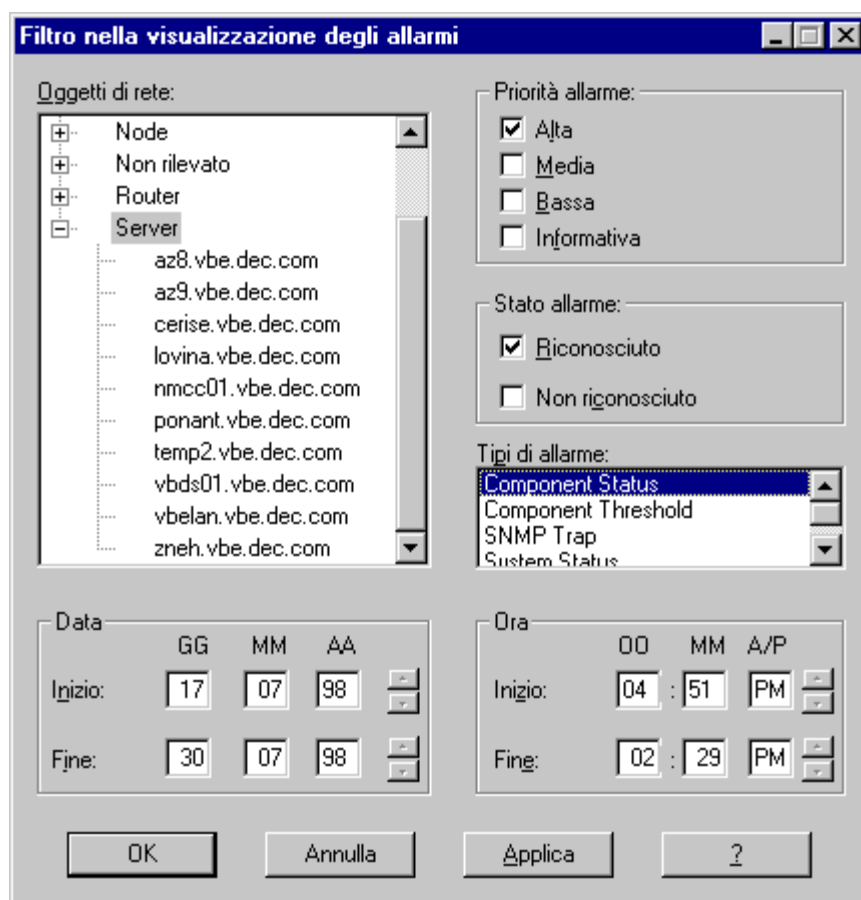 Filtro nella visualizzazione degli allarmi
Oggetti di rete:
Node
Non rilevato
Router
Server
az8.vbe.dec.com
az9.vbe.dec.com
cerise.vbe.dec.com
lovina.vbe.dec.com
nmcc01.vbe.dec.com
ponant.vbe.dec.com
temp2.vbe.dec.com
vbds01.vbe.dec.com
vbelan.vbe.dec.com
zneh.vbe.dec.com
Priorità allarme:
Alta
Media
Bassa
Informativa
Stato allarme:
Riconosciuto
Non riconosciuto
Tipi di allarme:
Component Status
Component Threshold
SNMP Trap
System Status
Data
GG MM AA
Inizio: 17 07 98
Fine: 30 07 98
Ora
OO MM A/P
Inizio: 04 : 51 PM
Fine: 02 : 29 PM
OK Annulla Applica ?